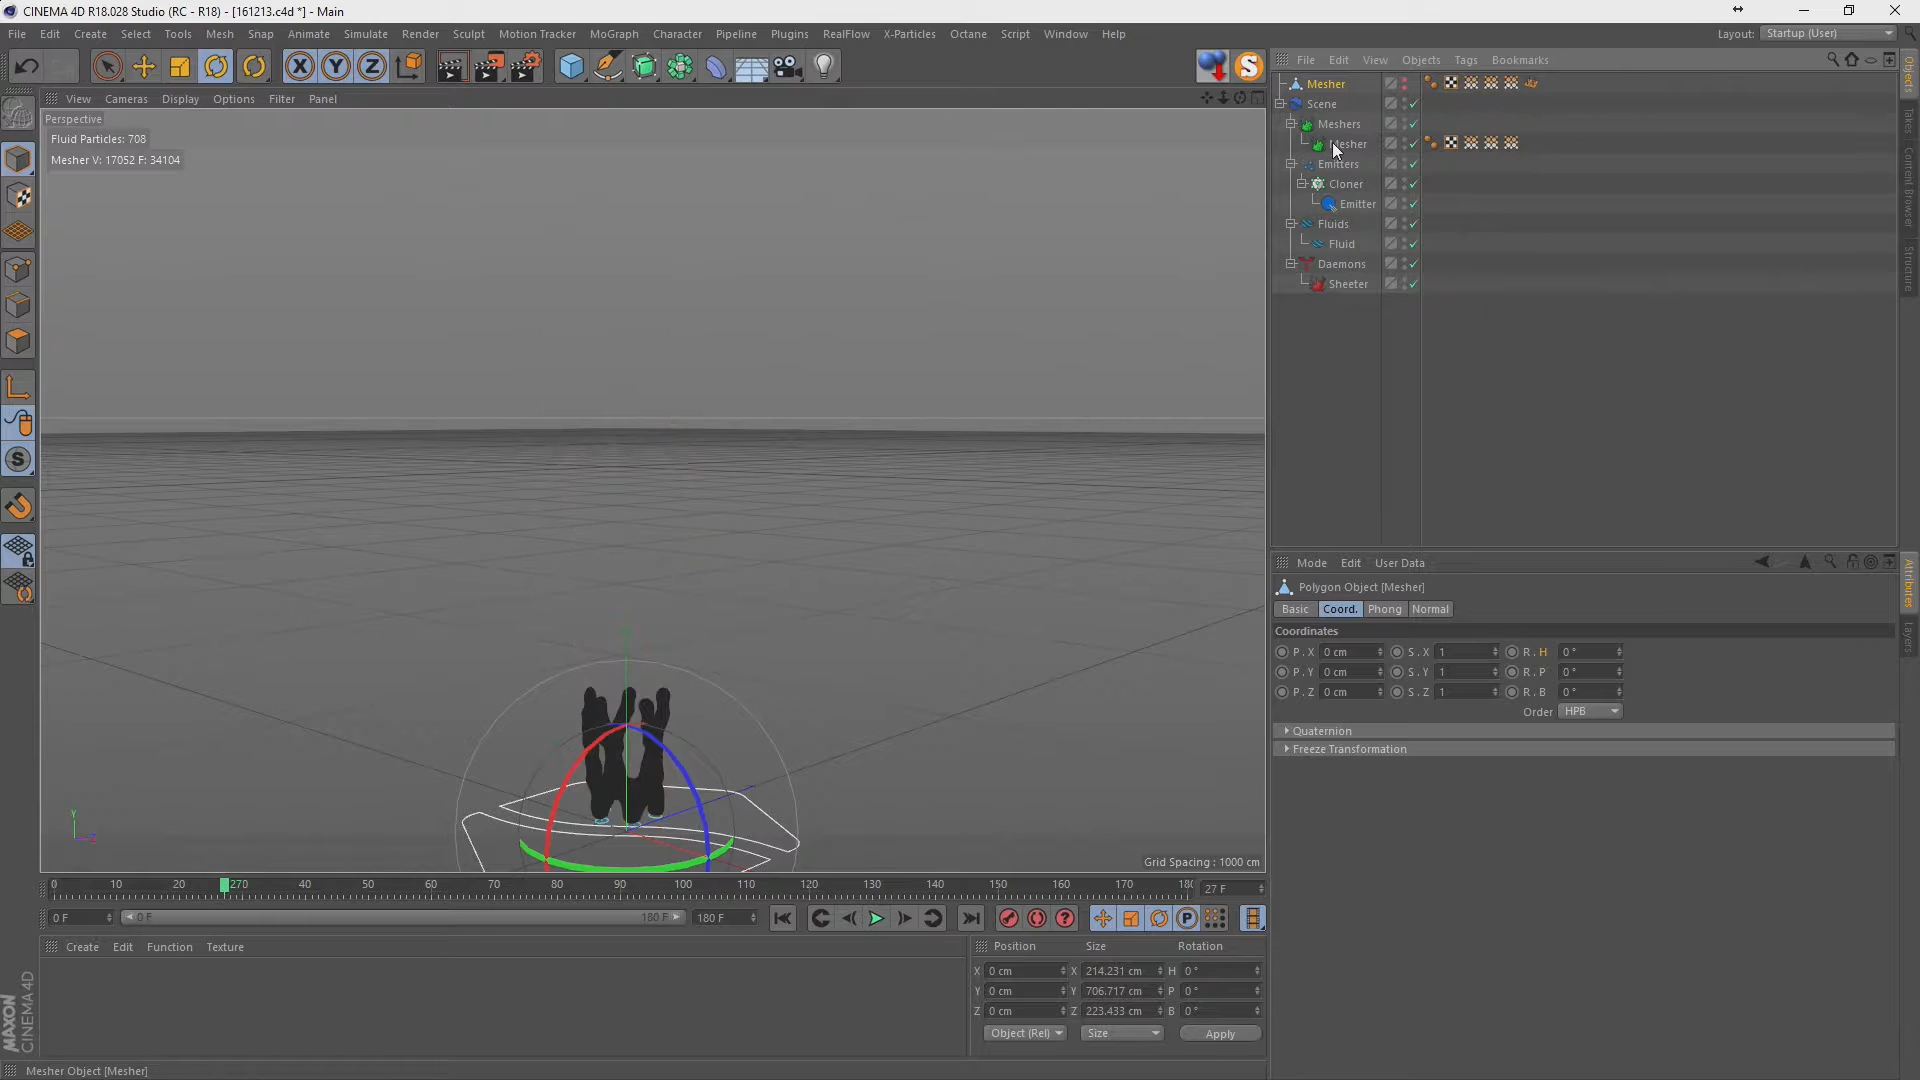 CINEMA 4D R18.028 Studio (RC - R18) - [161213.c4d *] - Main
File Edit Create Select Tools Mesh Snap Animate Simulate Render Sculpt Motion Tracker MoGraph Character Pipeline Plugins RealFlow X-Particles Octane Script Window Help Layout: Startup (User)
File Edit View Objects Tags Bookmarks
View Cameras Display Options Filter Panel
Perspective
Fluid Particles: 708
Mesher V: 17052 F: 34104
Mesher
Scene
Meshers
Mesher
Emitters
Cloner
Emitter
Fluids
Fluid
Daemons
Sheeter
Objects
Takes
Content Browser
Structure
Mode Edit User Data
Polygon Object [Mesher]
Basic Coord. Phong Normal
Coordinates
P . X 0 cm S . X 1 R . H 0 °
P . Y 0 cm S . Y 1 R . P 0 °
P . Z 0 cm S . Z 1 R . B 0 °
Order HPB
Quaternion
Freeze Transformation
Attributes
Layers
Y
Grid Spacing : 1000 cm
0 10 20 270 40 50 60 70 80 90 100 110 120 130 140 150 160 170 180 27 F
0 F 0 F 180 F 180 F
Create Edit Function Texture
Position Size Rotation
X 0 cm X 214.231 cm H 0 °
Y 0 cm Y 706.717 cm P 0 °
Z 0 cm Z 223.433 cm B 0 °
Object (Rel) Size Apply
MAXON
CINEMA 4D
Mesher Object [Mesher]